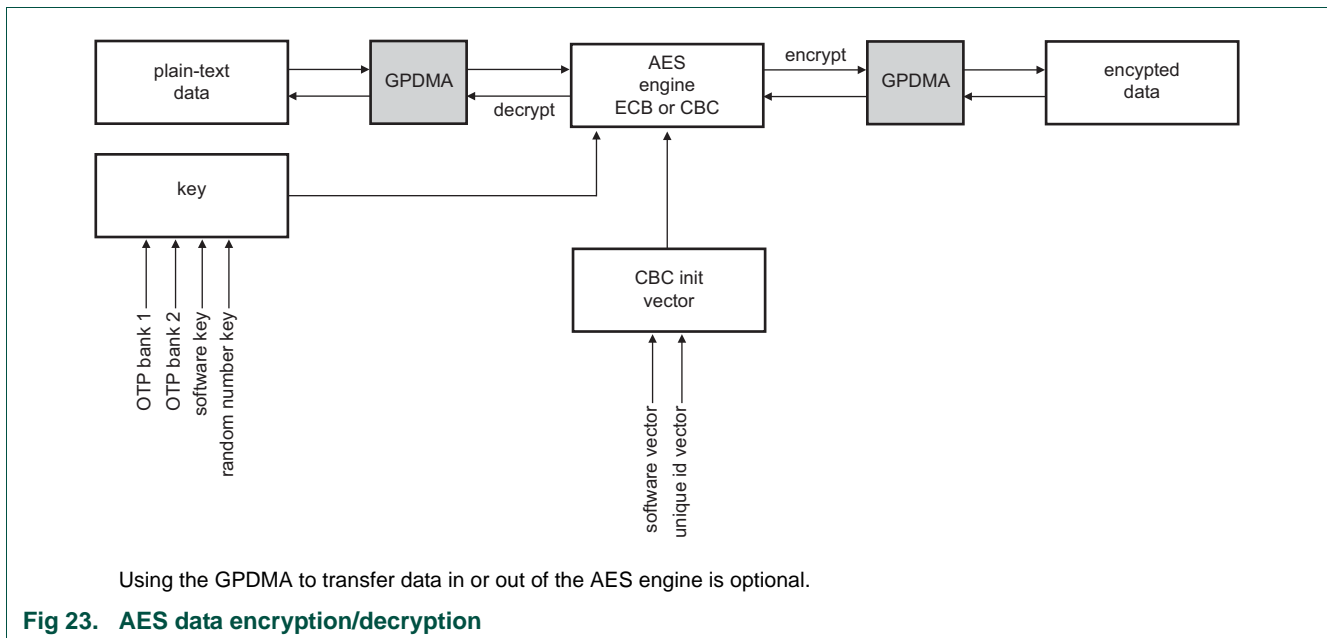 plain-text
data
GPDMA
AES
engine
ECB or CBC
encrypt
decrypt
GPDMA
encypted
data
key
CBC init
vector
OTP bank 1
OTP bank 2
software key
random number key
software vector
unique id vector
Using the GPDMA to transfer data in or out of the AES engine is optional.
Fig 23. AES data encryption/decryption